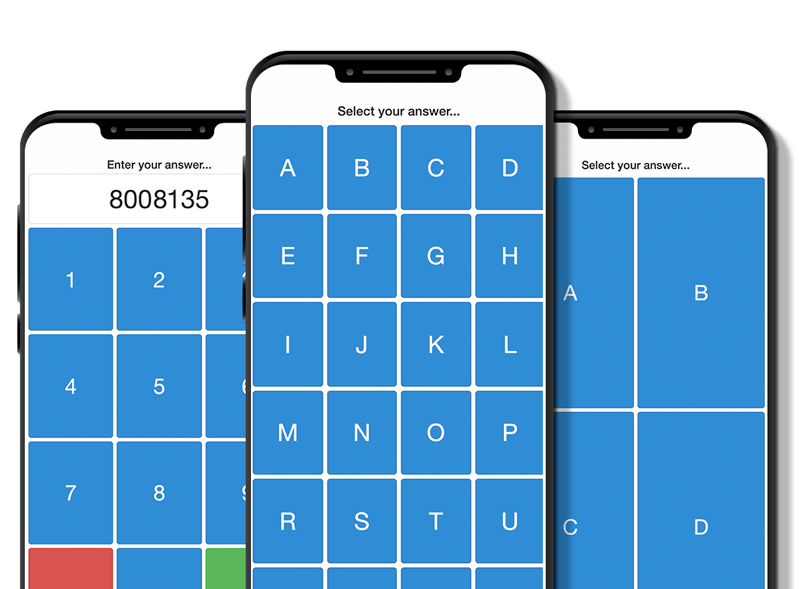 Enter your answer...
8008135
1 2
4 5
7 8
Select your answer...
A B C D
E F G H
I J K L
M N O P
R S T U
Select your answer...
A B
C D